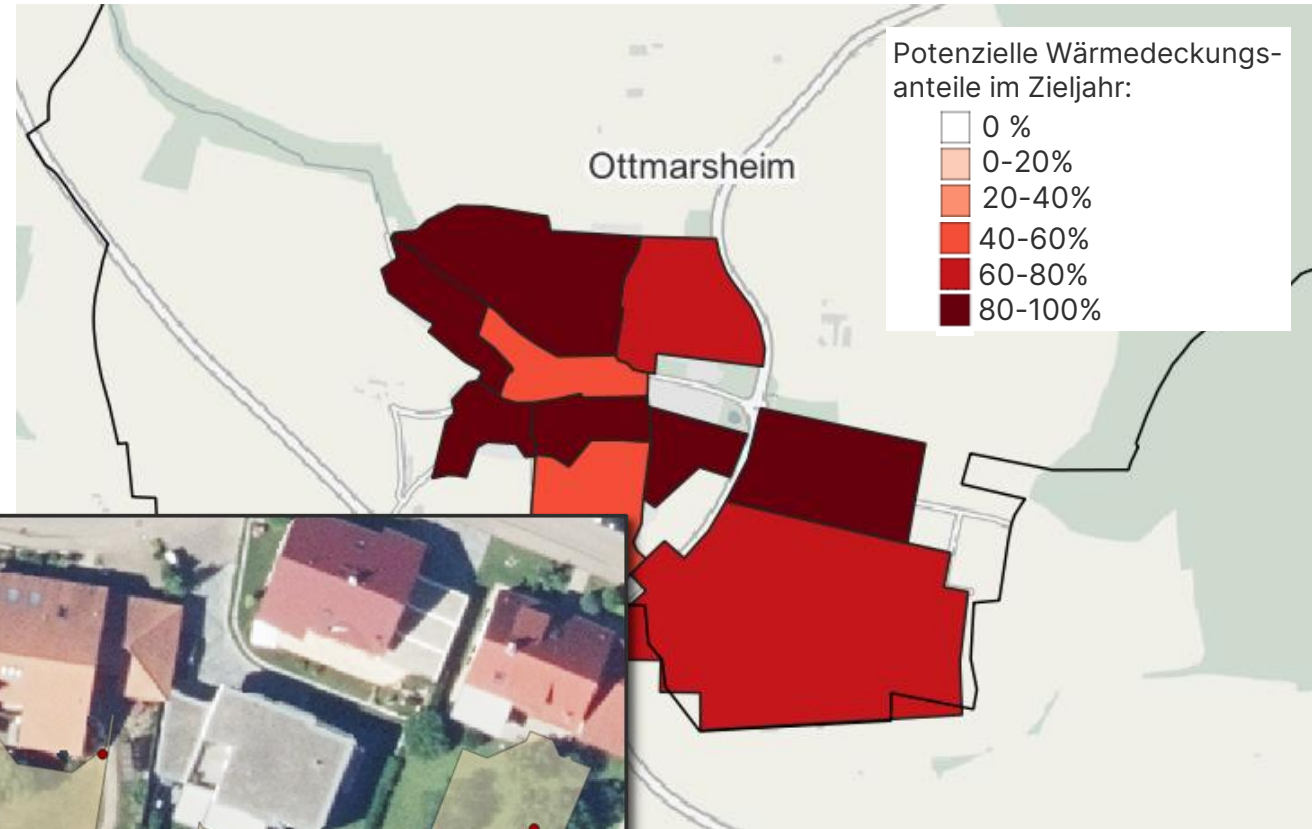 Potenzielle Wärmedeckungs-
anteile im Zieljahr:
0 %
0-20%
20-40%
40-60%
60-80%
80-100%
Ottmarsheim